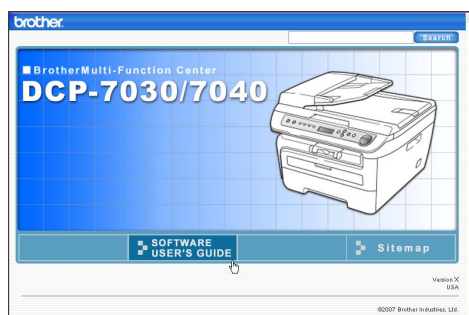 brother.
Search
BrotherMulti-Function Center
DCP-7030/7040
SOFTWARE
USER'S GUIDE
Sitemap
Version X
USA
©2007 Brother Industries, Ltd.